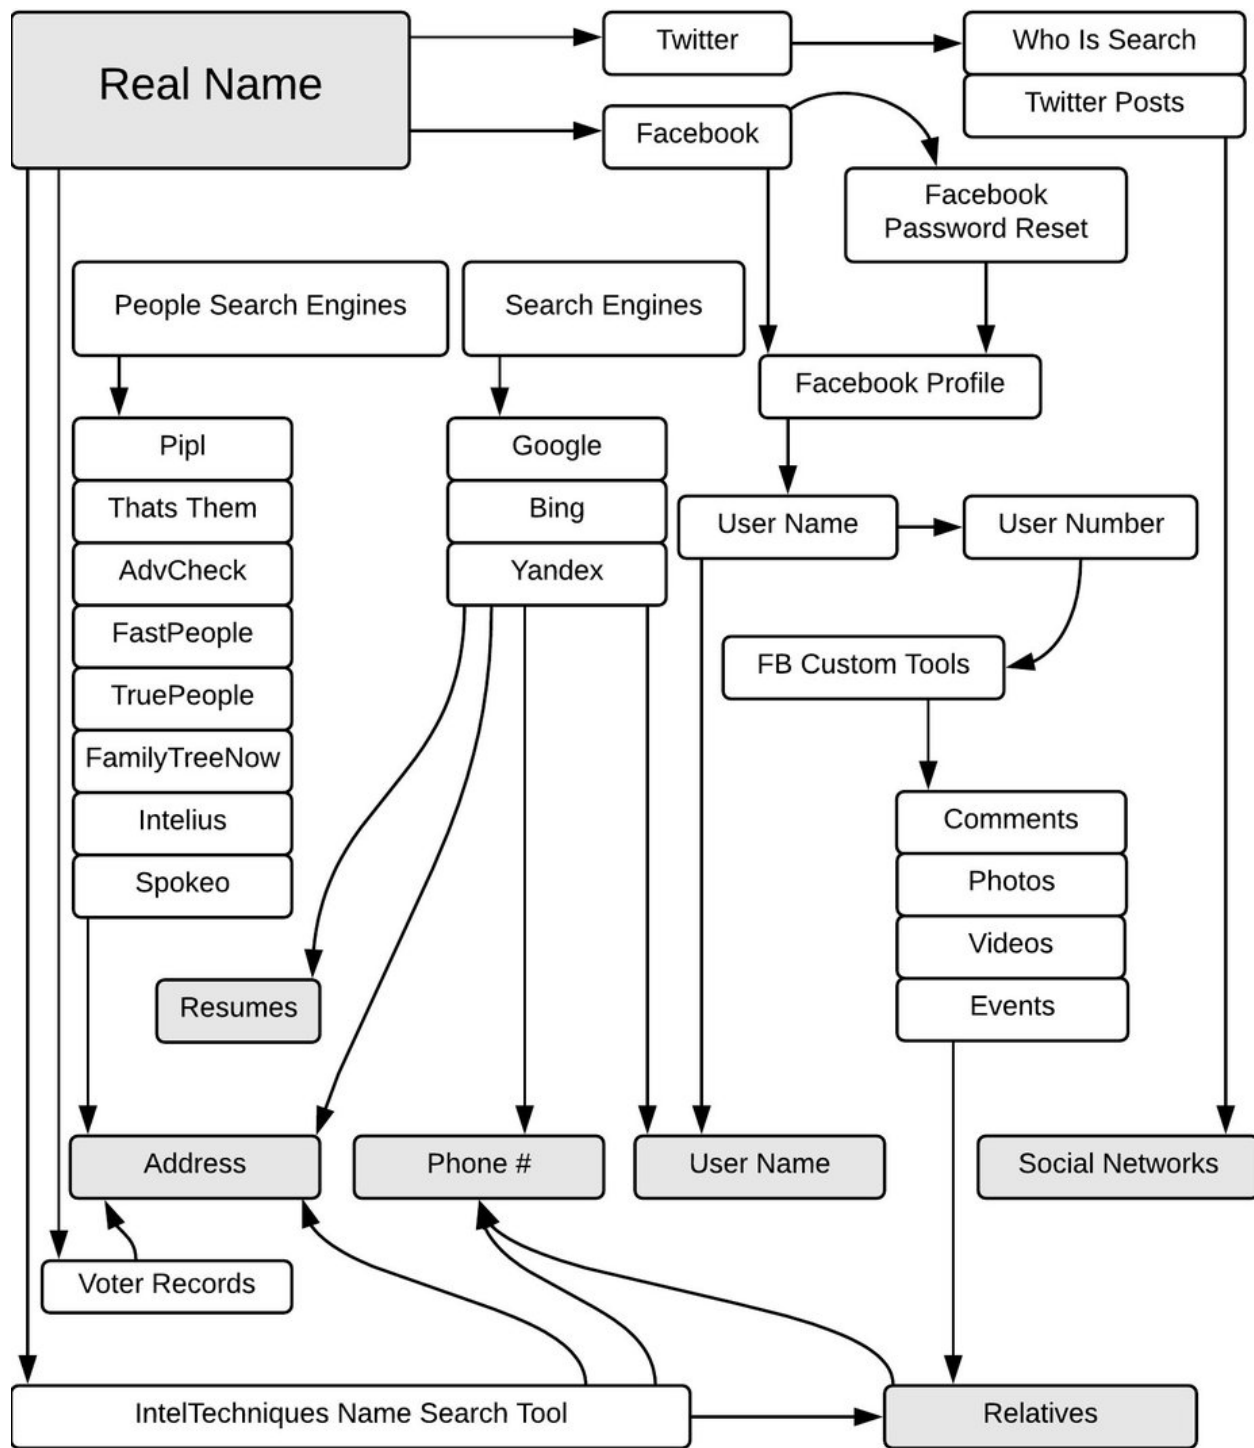 Real Name
Twitter
Who Is Search
Twitter Posts
Facebook
Facebook
Password Reset
People Search Engines
Search Engines
Facebook Profile
Pipl
Thats Them
AdvCheck
FastPeople
TruePeople
FamilyTreeNow
Intelius
Spokeo
Google
Bing
Yandex
User Name
User Number
FB Custom Tools
Comments
Photos
Videos
Events
Resumes
Address
Phone #
User Name
Social Networks
Voter Records
IntelTechniques Name Search Tool
Relatives